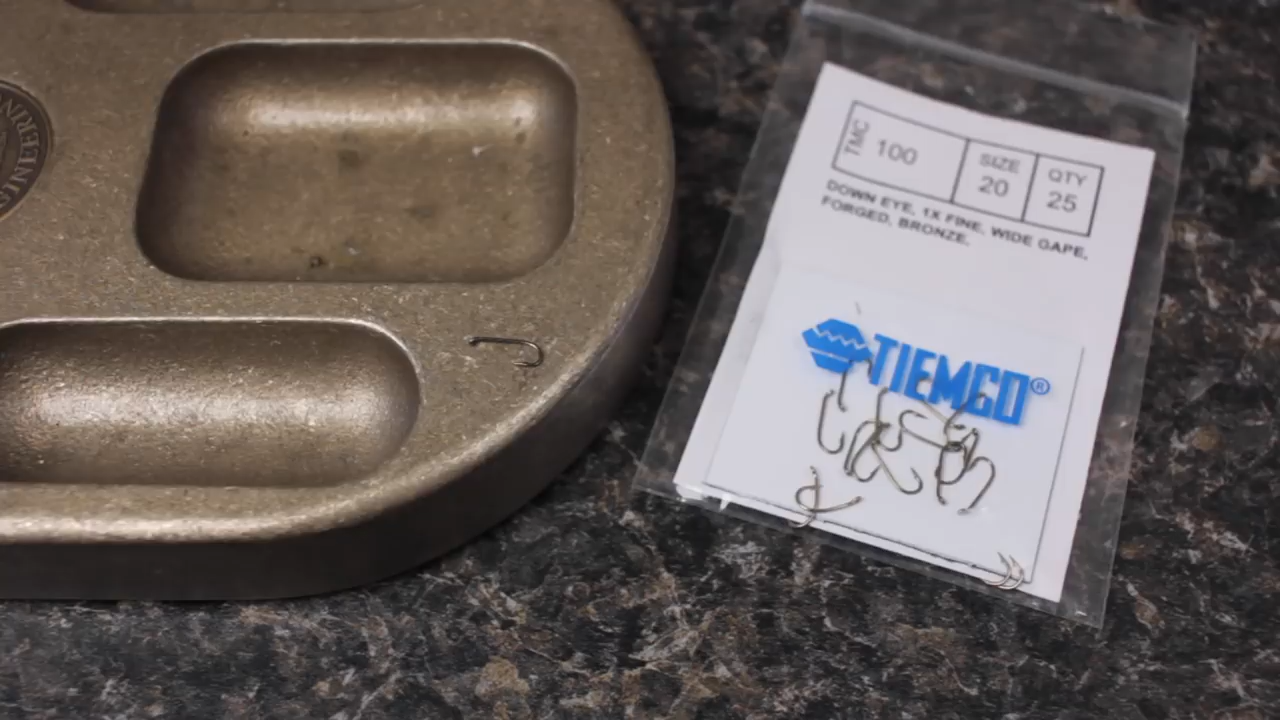 TMC 100 SIZE 20 QTY 25
DOWN EYE, 1X FINE, WIDE GAPE,
FORGED, BRONZE,
TIEMCO®